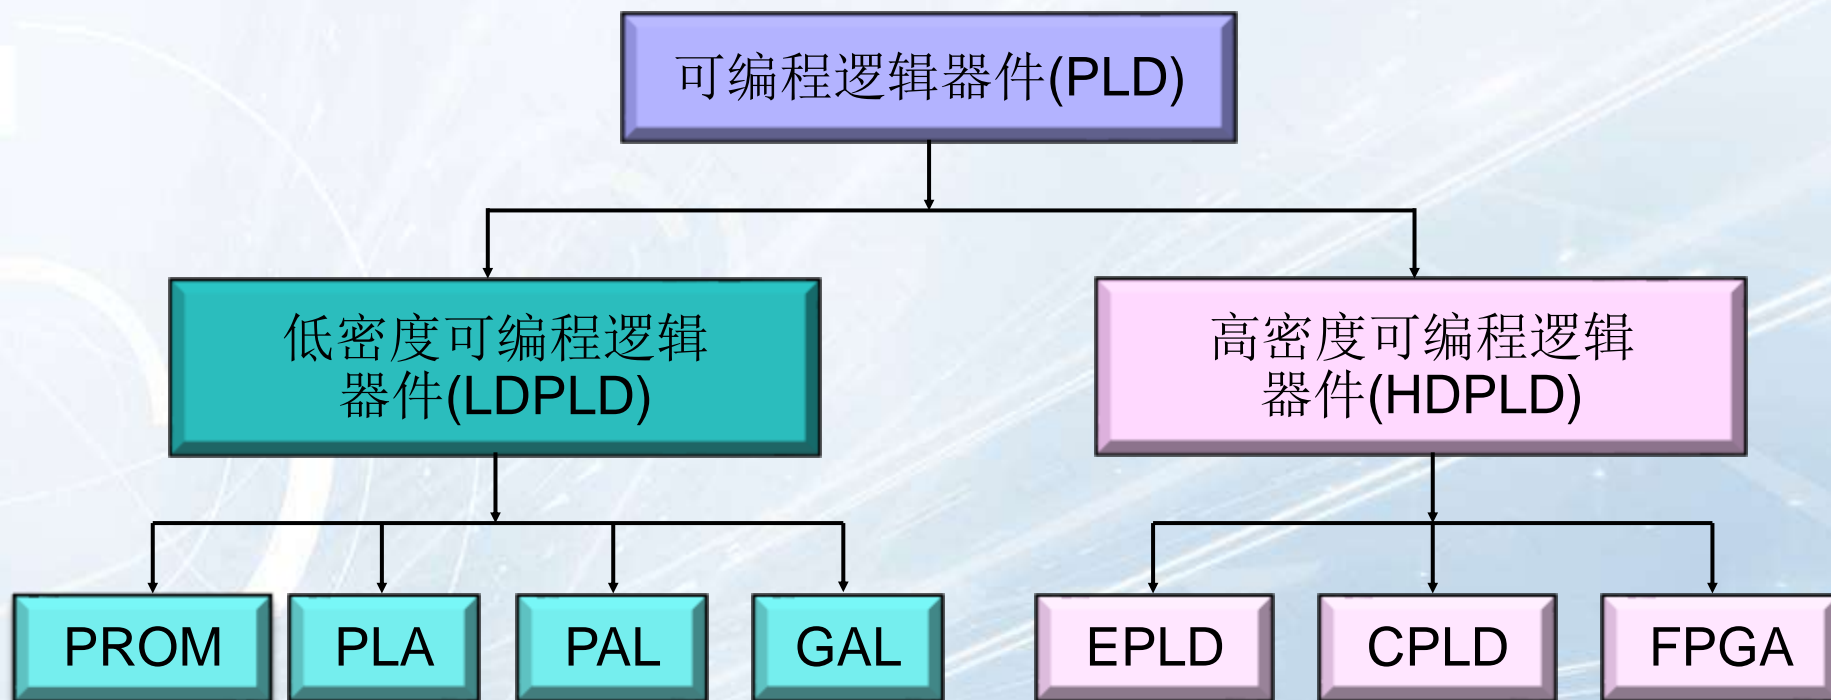 可编程逻辑器件(PLD)
低密度可编程逻辑
器件(LDPLD)
高密度可编程逻辑
器件(HDPLD)
PROM
PLA
PAL
GAL
EPLD
CPLD
FPGA